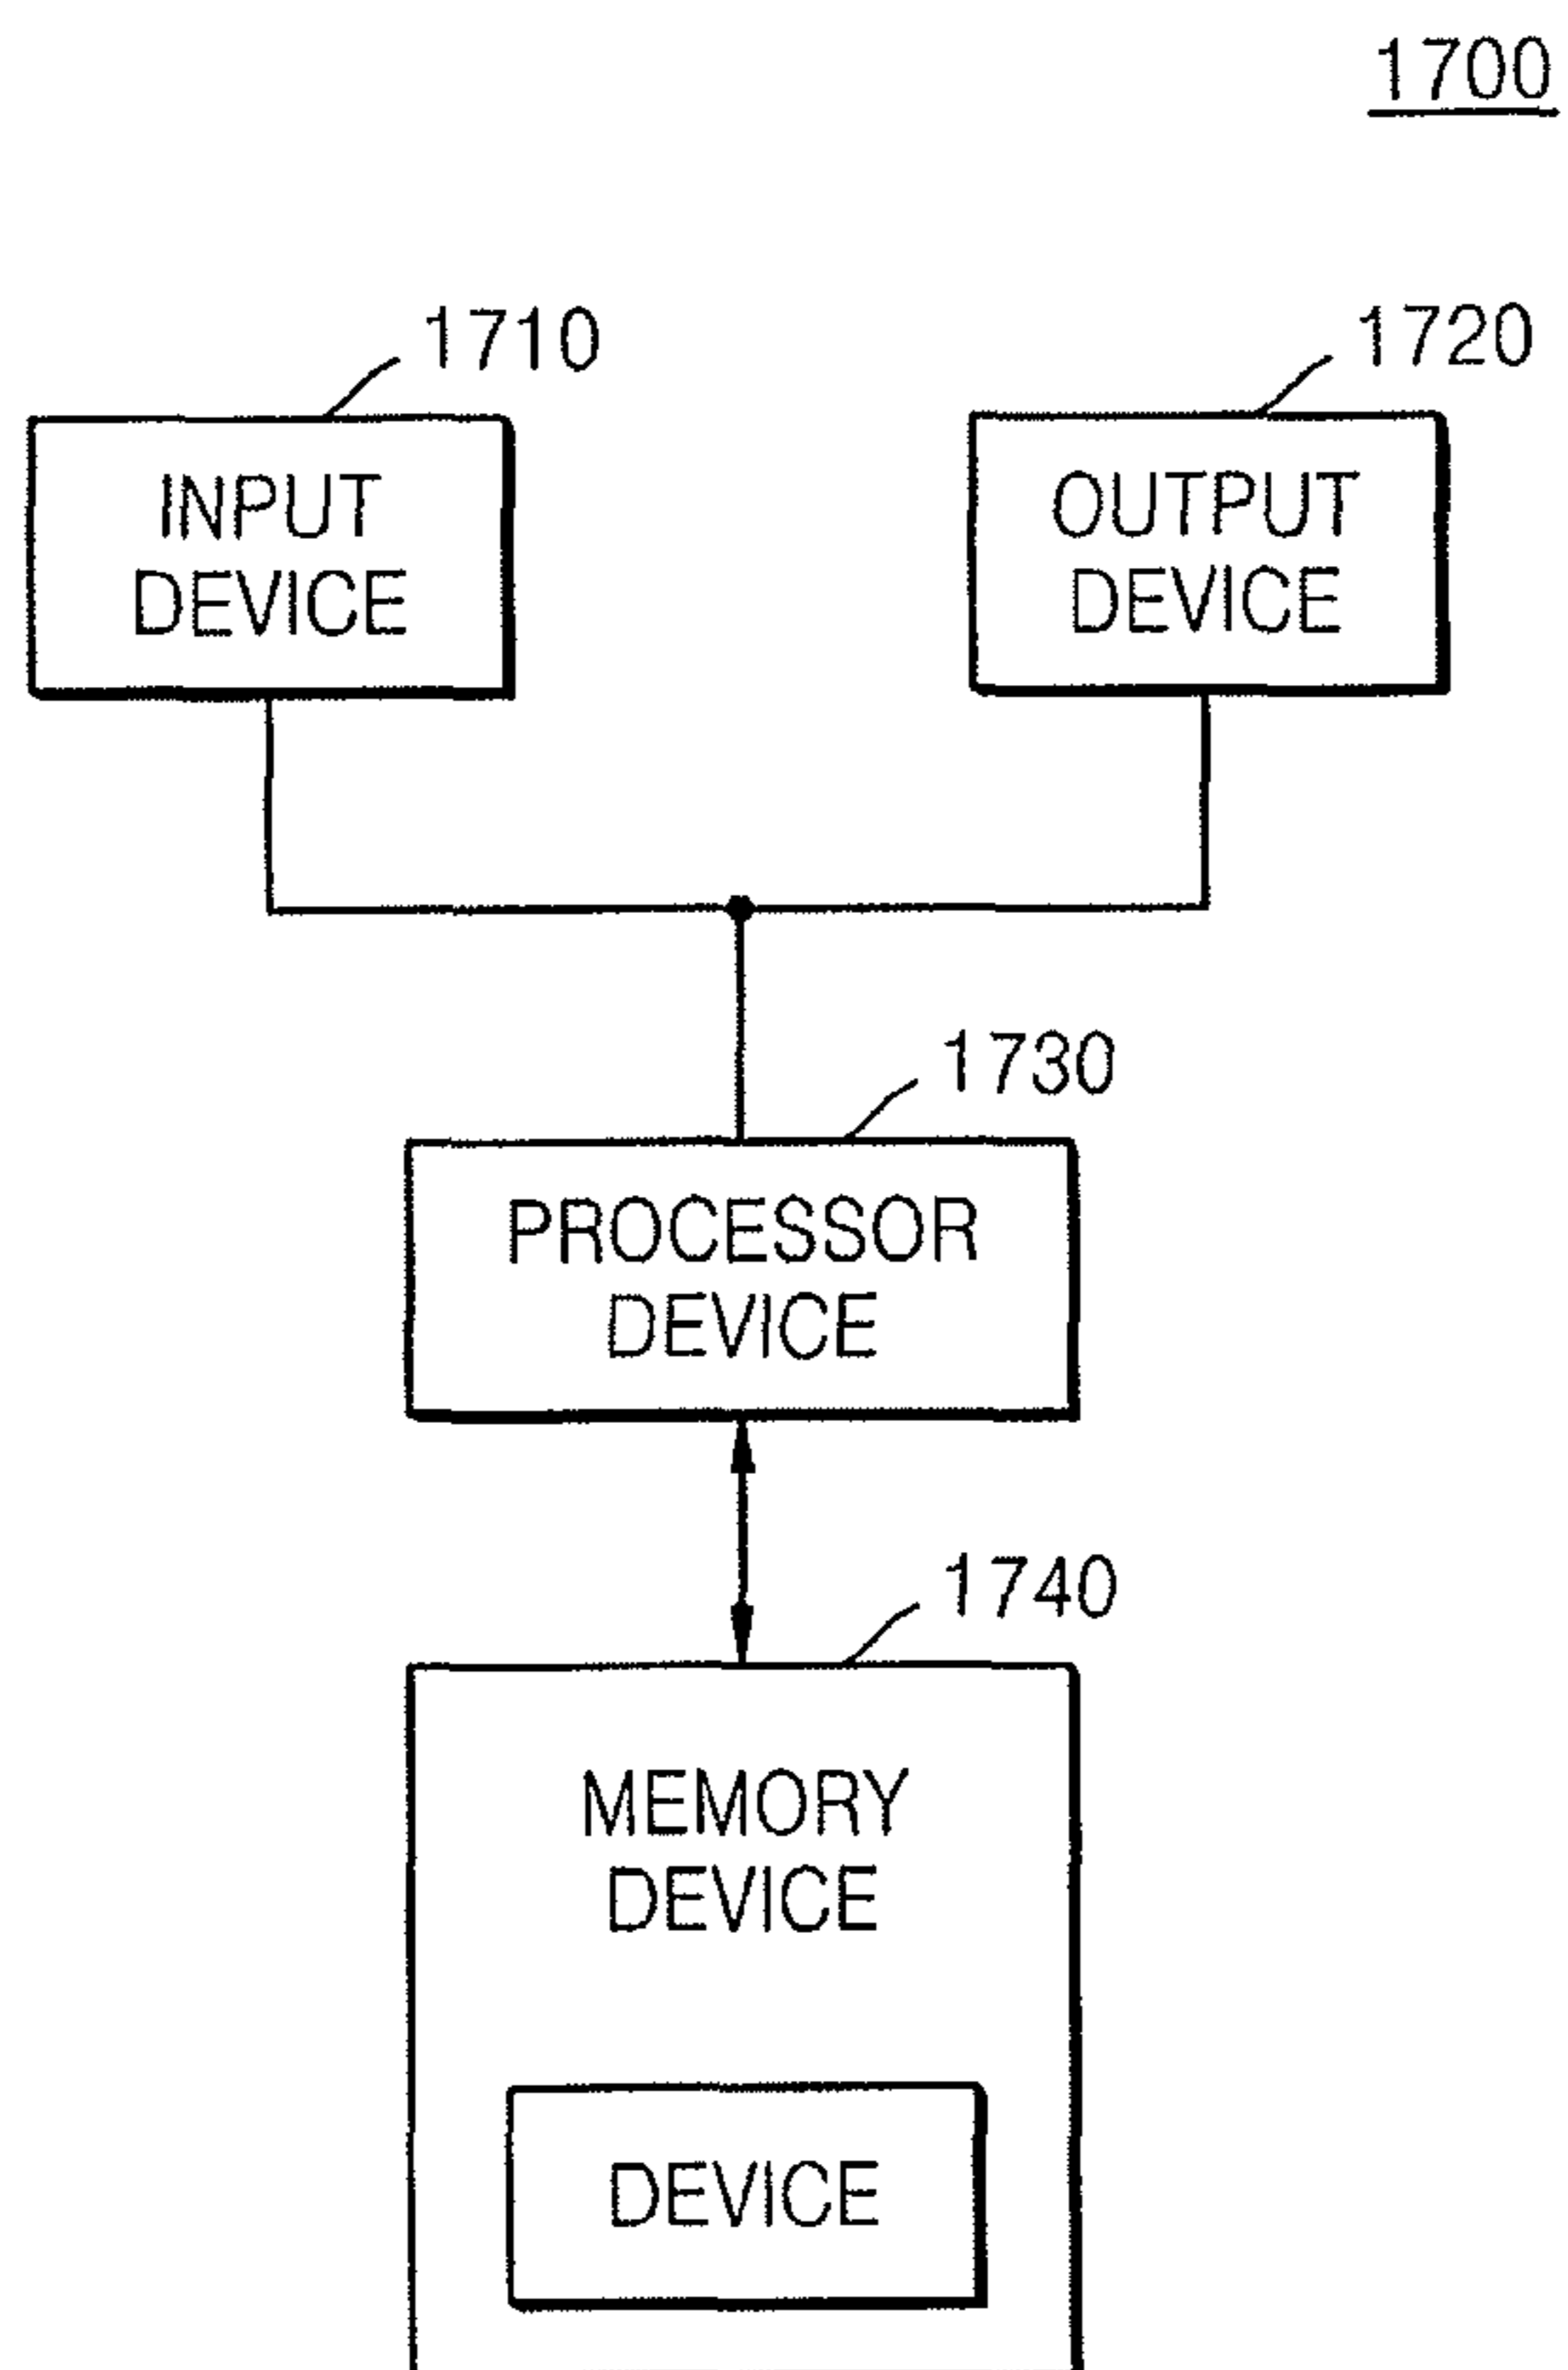 1700
1710
1720
INPUT
DEVICE
OUTPUT
DEVICE
1730
PROCESSOR
DEVICE
1740
MEMORY
DEVICE
DEVICE